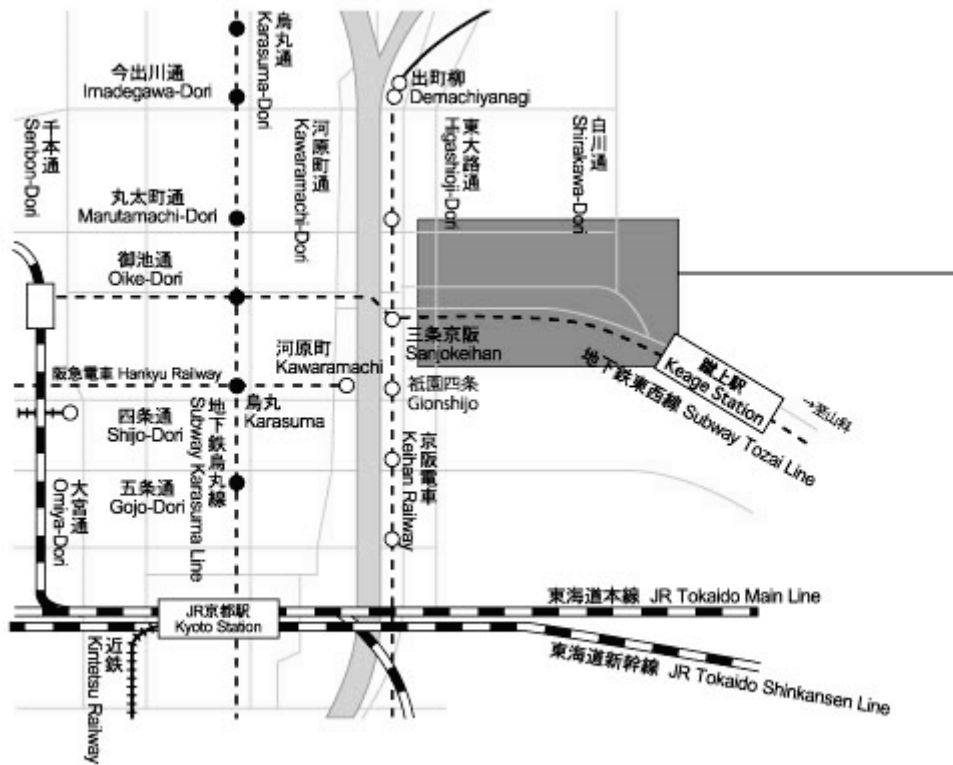 烏丸通
Karasuma-Dori
今出川通
Imadegawa-Dori
出町柳
Demachiyanagi
千本通
Senbon-Dori
河原町通
Kawaramachi-Dori
東大路通
Higashioji-Dori
白川通
Shirakawa-Dori
丸太町通
Marutamachi-Dori
御池通
Oike-Dori
三条京阪
Sanjokeihan
河原町
Kawaramachi
蹴上駅
Keage Station
→至山科
地下鉄東西線 Subway Tozai Line
阪急電車 Hankyu Railway
烏丸
Karasuma
祇園四条
Gionshijo
四条通
Shijo-Dori
地下鉄烏丸線
Subway Karasuma Line
京阪電車
Keihan Railway
五条通
Gojo-Dori
大宮通
Omiya-Dori
JR京都駅
Kyoto Station
東海道本線 JR Tokaido Main Line
東海道新幹線 JR Tokaido Shinkansen Line
近鉄
Kintetsu Railway